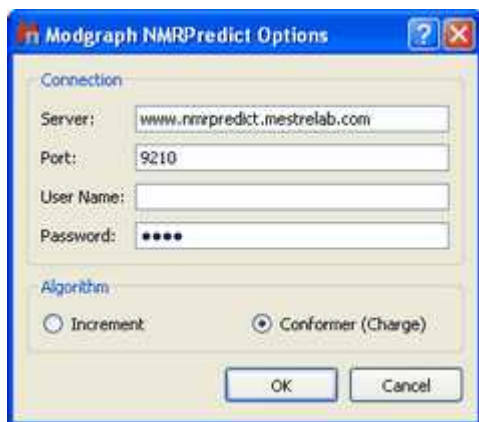 Modgraph NMRPredict Options
Connection
Server: www.nmrpredict.mestrelab.com
Port: 9210
User Name:
Password: ●●●●
Algorithm
Increment Conformer (Charge)
OK Cancel